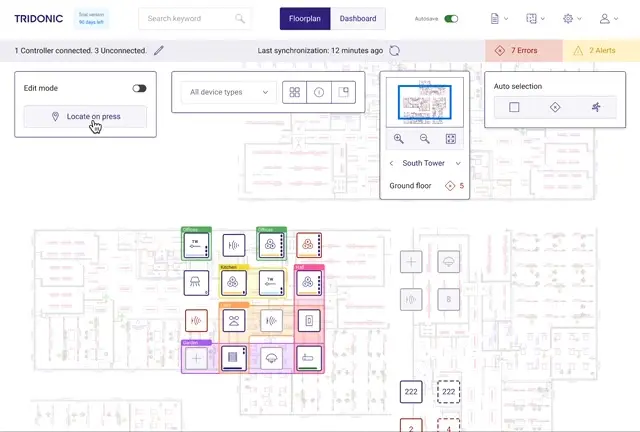 TRIDONIC
Trial version
90 days left
Search keyword
Floorplan
Dashboard
Autosave
1 Controller connected. 3 Unconnected.
Last synchronization: 12 minutes ago
7 Errors
7 Alerts
Edit mode
Locate on press
All device types
South Tower
Ground floor
5
Auto selection
Offices
Offices
TW
Kitchen
TW
Garden
8
222
222
2
4